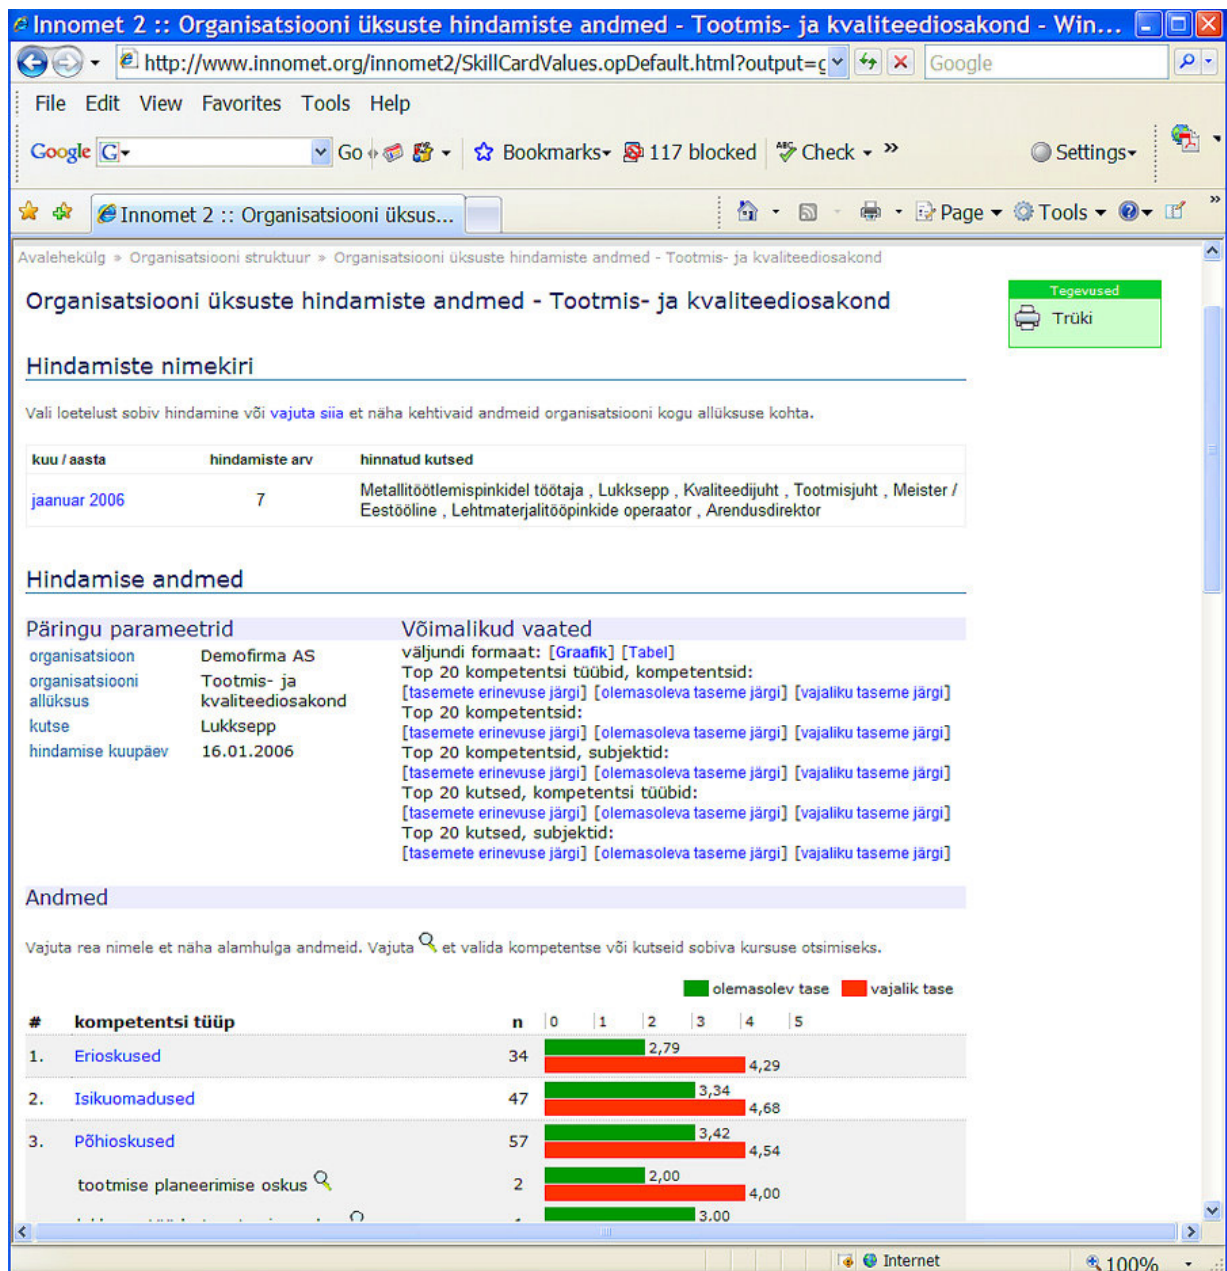 Innomet 2 :: Organisatsiooni üksuste hindamiste andmed - Tootmis- ja kvaliteediosakond - Win...
http://www.innomet.org/innomet2/SkillCardValues.opDefault.html?output=g
Google
File Edit View Favorites Tools Help
Google G Go Bookmarks 117 blocked Check » Settings
Innomet 2 :: Organisatsiooni üksus... Page Tools »
Avalehekülg » Organisatsiooni struktuur » Organisatsiooni üksuste hindamiste andmed - Tootmis- ja kvaliteediosakond
Organisatsiooni üksuste hindamiste andmed - Tootmis- ja kvaliteediosakond
Tegevused
Trüki
Hindamiste nimekiri
Vali loetelust sobiv hindamine või vajuta siia et näha kehtivaid andmeid organisatsiooni kogu allüksuse kohta.
kuu / aasta hindamiste arv hinnatud kutsed
jaanuar 2006 7 Metallitöötlemispinkidel töötaja , Lukksepp , Kvaliteedijuht , Tootmisjuht , Meister /
Eestööline , Lehtmaterjalitööpinkide operaator , Arendusdirektor
Hindamise andmed
Päringu parameetrid
organisatsioon Demofirma AS
organisatsiooni Tootmis- ja
allüksus kvaliteediosakond
kutse Lukksepp
hindamise kuupäev 16.01.2006
Võimalikud vaated
väljundi formaat: [Graafik] [Tabel]
Top 20 kompetentsi tüübid, kompetentsid:
[tasemete erinevuse järgi] [olemasoleva taseme järgi] [vajaliku taseme järgi]
Top 20 kompetentsid:
[tasemete erinevuse järgi] [olemasoleva taseme järgi] [vajaliku taseme järgi]
Top 20 kompetentsid, subjektid:
[tasemete erinevuse järgi] [olemasoleva taseme järgi] [vajaliku taseme järgi]
Top 20 kutsed, kompetentsi tüübid:
[tasemete erinevuse järgi] [olemasoleva taseme järgi] [vajaliku taseme järgi]
Top 20 kutsed, subjektid:
[tasemete erinevuse järgi] [olemasoleva taseme järgi] [vajaliku taseme järgi]
Andmed
Vajuta rea nimele et näha alamhulga andmeid. Vajuta et valida kompetentse või kutseid sobiva kursuse otsimiseks.
olemasolev tase vajalik tase
# kompetentsi tüüp n 0 1 2 3 4 5
1. Erioskused 34 2,79
4,29
2. Isikuomadused 47 3,34
4,68
3. Põhioskused 57 3,42
4,54
tootmise planeerimise oskus 2 2,00
4,00
3,00
Internet 100%